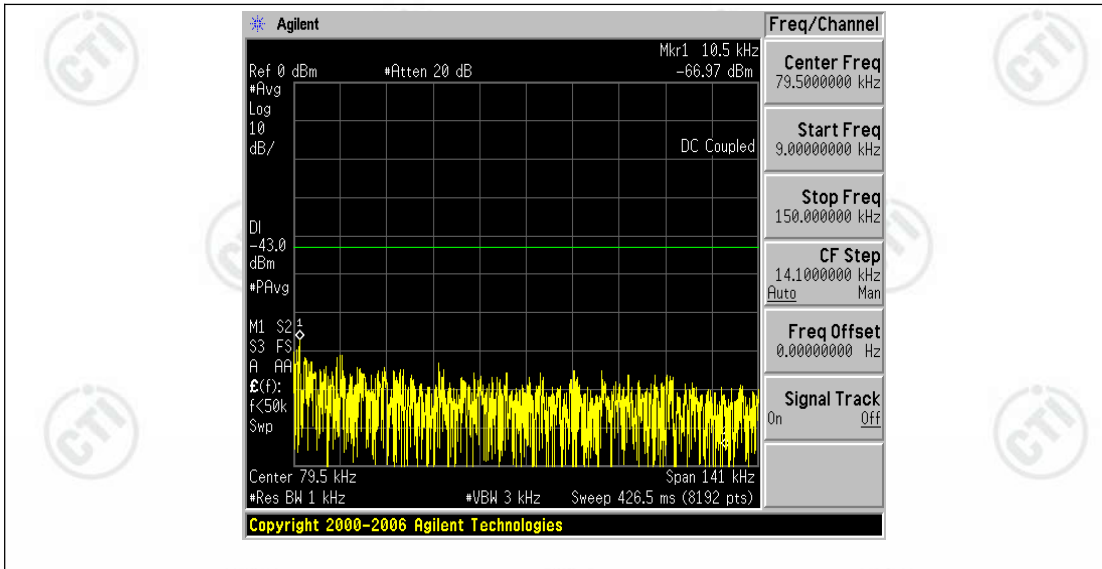 Agilent
Freq/Channel
Mkr1 10.5 kHz
Ref 0 dBm #Atten 20 dB -66.97 dBm
#Avg
Log
10
dB/
DC Coupled
DI
-43.0
dBm
#PAvg
M1 S2
S3 FS
A AA
£(f):
f<50k
Swp
1
Center 79.5 kHz Span 141 kHz
#Res BW 1 kHz #VBW 3 kHz Sweep 426.5 ms (8192 pts)
Copyright 2000-2006 Agilent Technologies
Center Freq
79.5000000 kHz
Start Freq
9.00000000 kHz
Stop Freq
150.000000 kHz
CF Step
14.1000000 kHz
Auto Man
Freq Offset
0.00000000 Hz
Signal Track
On Off
CTI
CTI
CTI
CTI